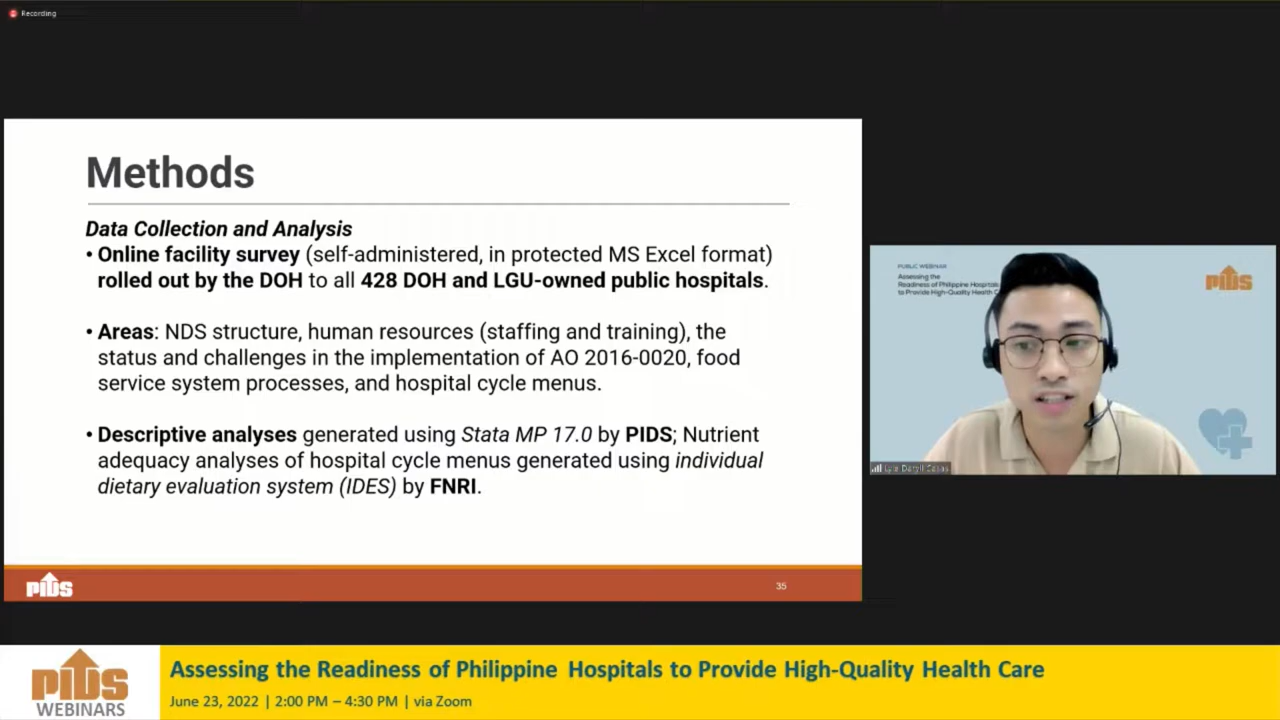 Recording
Methods
Data Collection and Analysis
• Online facility survey (self-administered, in protected MS Excel format)
rolled out by the DOH to all 428 DOH and LGU-owned public hospitals.
• Areas: NDS structure, human resources (staffing and training), the
status and challenges in the implementation of AO 2016-0020, food
service system processes, and hospital cycle menus.
• Descriptive analyses generated using Stata MP 17.0 by PIDS; Nutrient
adequacy analyses of hospital cycle menus generated using individual
dietary evaluation system (IDES) by FNRI.
PIDS
35
PUBLIC WEBINAR
Assessing the
Readiness of Philippine Hospitals
to Provide High-Quality Health
PIDS
PIDS
WEBINARS
Assessing the Readiness of Philippine Hospitals to Provide High-Quality Health Care
June 23, 2022 | 2:00 PM – 4:30 PM | via Zoom